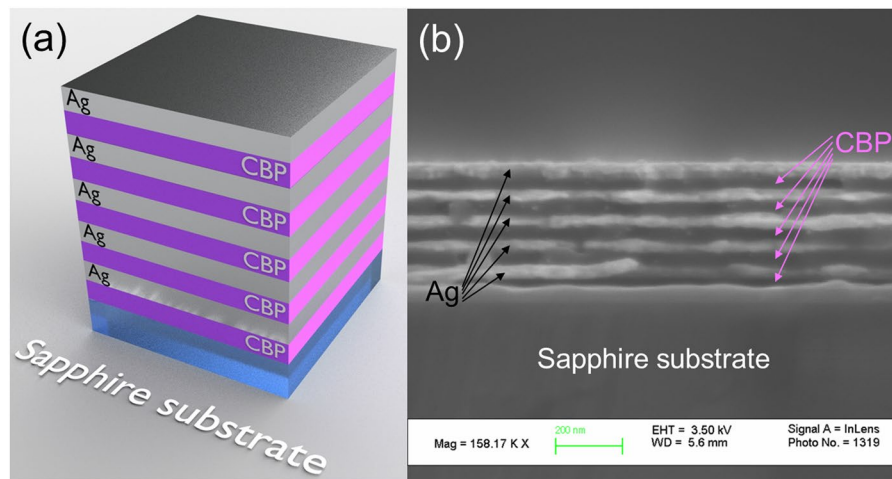 (a)
Ag
CBP
Ag
CBP
Ag
CBP
Ag
CBP
Ag
CBP
Sapphire substrate
(b)
CBP
Ag
Sapphire substrate
Mag = 158.17 K X
200 nm
EHT = 3.50 kV
WD = 5.6 mm
Signal A = InLens
Photo No. = 1319